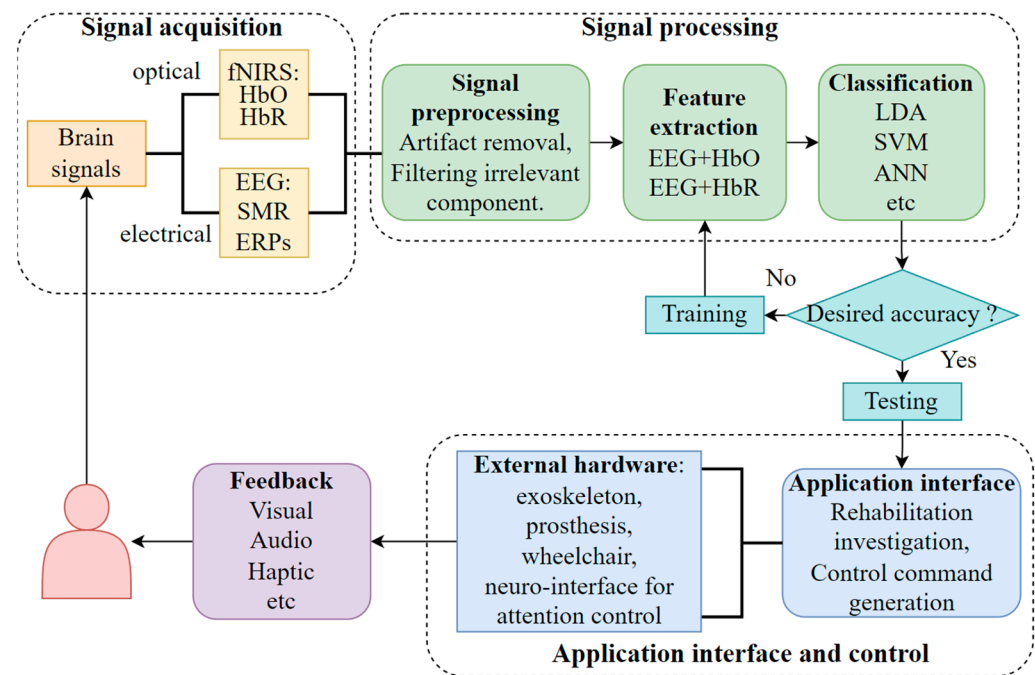 Signal acquisition
optical
fNIRS:
HbO
HbR
Brain
signals
EEG:
SMR
ERPs
electrical
Signal processing
Signal
preprocessing
Artifact removal,
Filtering irrelevant
component.
Feature
extraction
EEG+HbO
EEG+HbR
Classification
LDA
SVM
ANN
etc
No
Training
Desired accuracy ?
Yes
Testing
Application interface
Rehabilitation
investigation,
Control command
generation
External hardware:
exoskeleton,
prosthesis,
wheelchair,
neuro-interface for
attention control
Application interface and control
Feedback
Visual
Audio
Haptic
etc